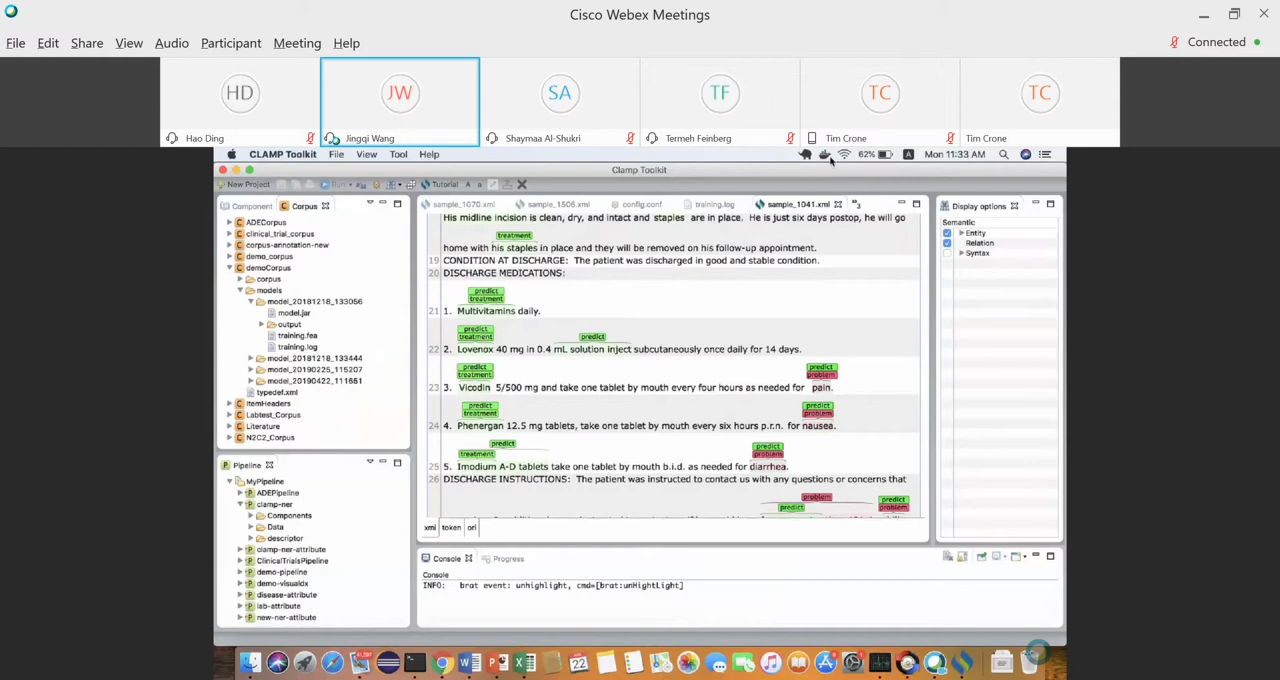 Cisco Webex Meetings
File Edit Share View Audio Participant Meeting Help
Connected
HD
JW
SA
TF
TC
TC
Hao Ding
Jingqi Wang
Shaymaa Al-Shukri
Termeh Feinberg
Tim Crone
Tim Crone
CLAMP Toolkit File View Tool Help
62% A Mon 11:33 AM
Clamp Toolkit
New Project Run Tutorial A a
Component Corpus
ADECorpus
clinical_trial_corpus
corpus-annotation-new
demo_corpus
demoCorpus
corpus
models
model_20181218_133056
model.jar
output
training.fea
training.log
model_20181218_133444
model_20190225_115207
model_20190422_111651
typedef.xml
ItemHeaders
Labtest_Corpus
Literature
N2C2_Corpus
Pipeline
MyPipeline
ADEPipeline
clamp-ner
Components
Data
descriptor
clamp-ner-attribute
ClinicalTrialsPipeline
demo-pipeline
demo-visualdx
disease-attribute
lab-attribute
new-ner-attibute
sample_1070.xmi sample_1506.xmi config.conf training.log sample_1041.xmi 3
His midline incision is clean, dry, and intact and staples are in place. He is just six days postop, he will go
treatment
home with his staples in place and they will be removed on his follow-up appointment.
19 CONDITION AT DISCHARGE: The patient was discharged in good and stable condition.
20 DISCHARGE MEDICATIONS:
predict
treatment
21 1. Multivitamins daily.
predict
treatment predict
22 2. Lovenox 40 mg in 0.4 mL solution inject subcutaneously once daily for 14 days.
predict predict
treatment problem
23 3. Vicodin 5/500 mg and take one tablet by mouth every four hours as needed for pain.
predict predict
treatment problem
24 4. Phenergan 12.5 mg tablets, take one tablet by mouth every six hours p.r.n. for nausea.
predict predict
treatment problem
25 5. Imodium A-D tablets take one tablet by mouth b.i.d. as needed for diarrhea.
26 DISCHARGE INSTRUCTIONS: The patient was instructed to contact us with any questions or concerns that
problem predict
predict problem
xmi token ori
Display options
Semantic
Entity
Relation
Syntax
Console Progress
Console
INFO: brat event: unhighlight, cmd=[brat:unHightLight]
22